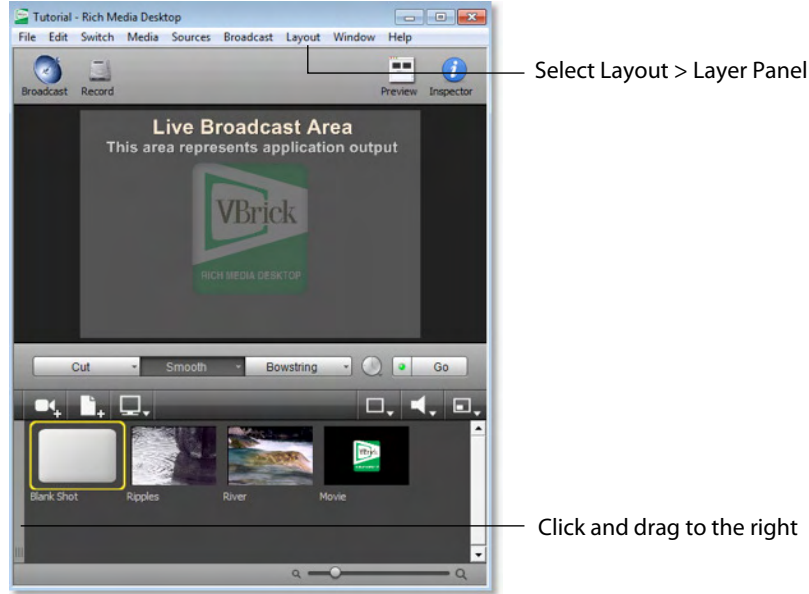 Tutorial - Rich Media Desktop
File Edit Switch Media Sources Broadcast Layout Window Help
Broadcast Record Preview Inspector
Select Layout > Layer Panel
Live Broadcast Area
This area represents application output
VBrick
RICH MEDIA DESKTOP
Cut Smooth Bowstring Go
Blank Shot Ripples River Movie
Click and drag to the right